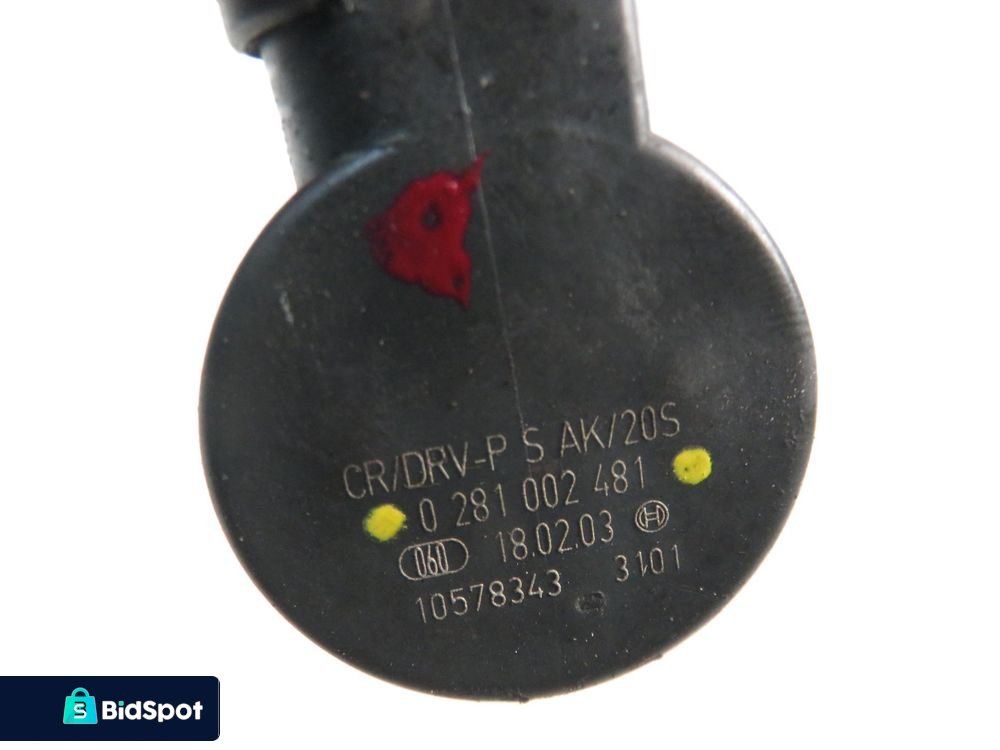 CR/DRV-P S AK/20S
0 281 002 481
060 18.02.03 H
10578343 3101
S BidSpot